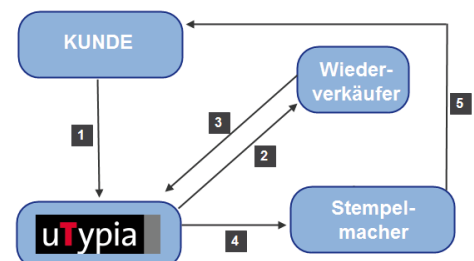 KUNDE
Wieder-
verkäufer
1
3
2
5
uTypia
4
Stempel-
macher